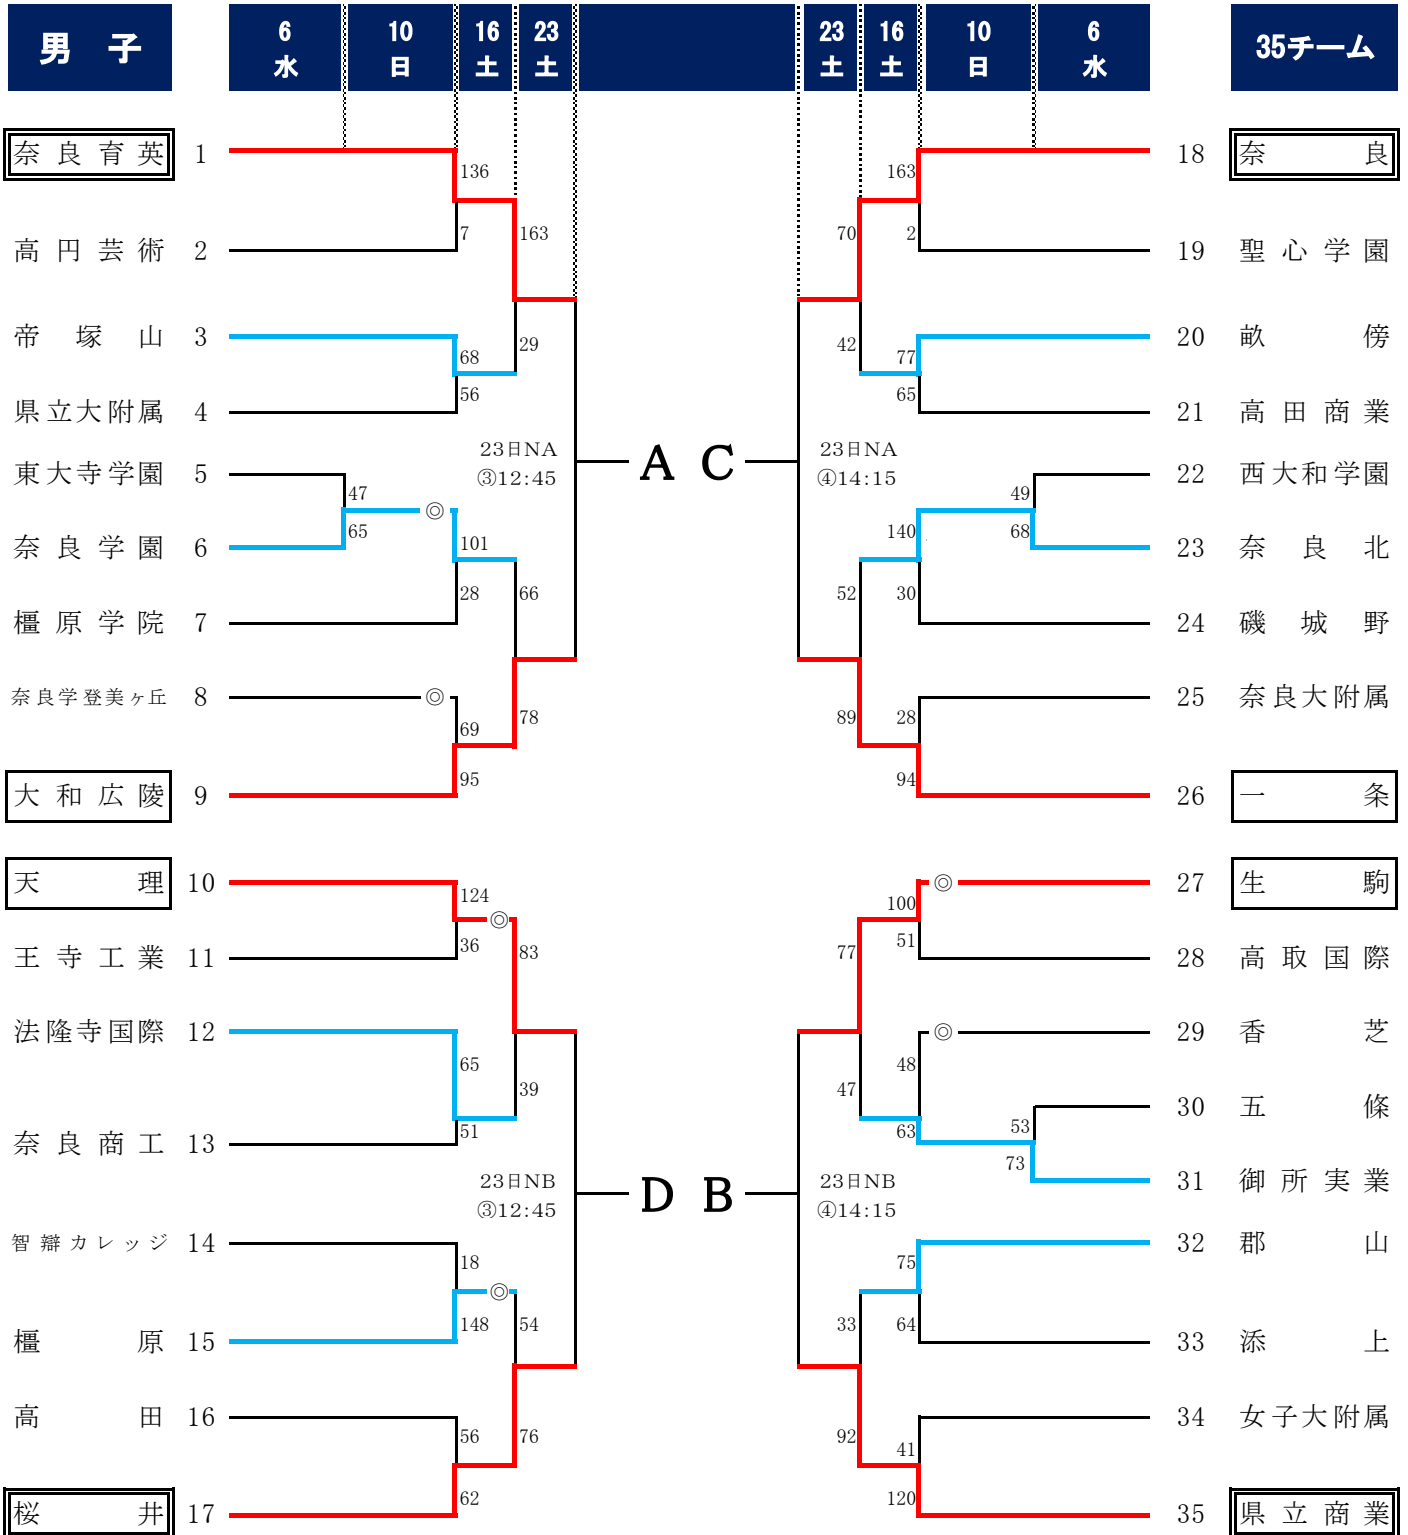 男子 6 水 10 日 16 土 23 土 23 土 16 土 10 日 6 水 35チーム
奈良育英 1 136 163 18 奈良
7 163 70 2
高円芸術 2 19 聖心学園
帝塚山 3 20 畝傍
68 29 42 77
56 65
県立大附属 4 21 高田商業
23日NA A C 23日NA
③12:45 ④14:15
東大寺学園 5 22 西大和学園
47 49
◎
65 101 140 68
奈良学園 6 23 奈良北
28 66 52 30
橿原学院 7 24 磯城野
奈良学登美ヶ丘 8 ◎ 25 奈良大附属
69 78 89 28
95 94
大和広陵 9 26 一条
天理 10 ◎ 27 生駒
124 100
◎
36 83 77 51
王寺工業 11 28 高取国際
法隆寺国際 12 ◎ 29 香芝
65 48
39 47
30 五條
51 63 53
奈良商工 13
73
23日NB D B 23日NB
③12:45 ④14:15
31 御所実業
智辯カレッジ 14 32 郡山
18 75
◎
148 54 33 64
橿原 15 33 添上
高田 16 34 女子大附属
56 76 92 41
62 120
桜井 17 35 県立商業